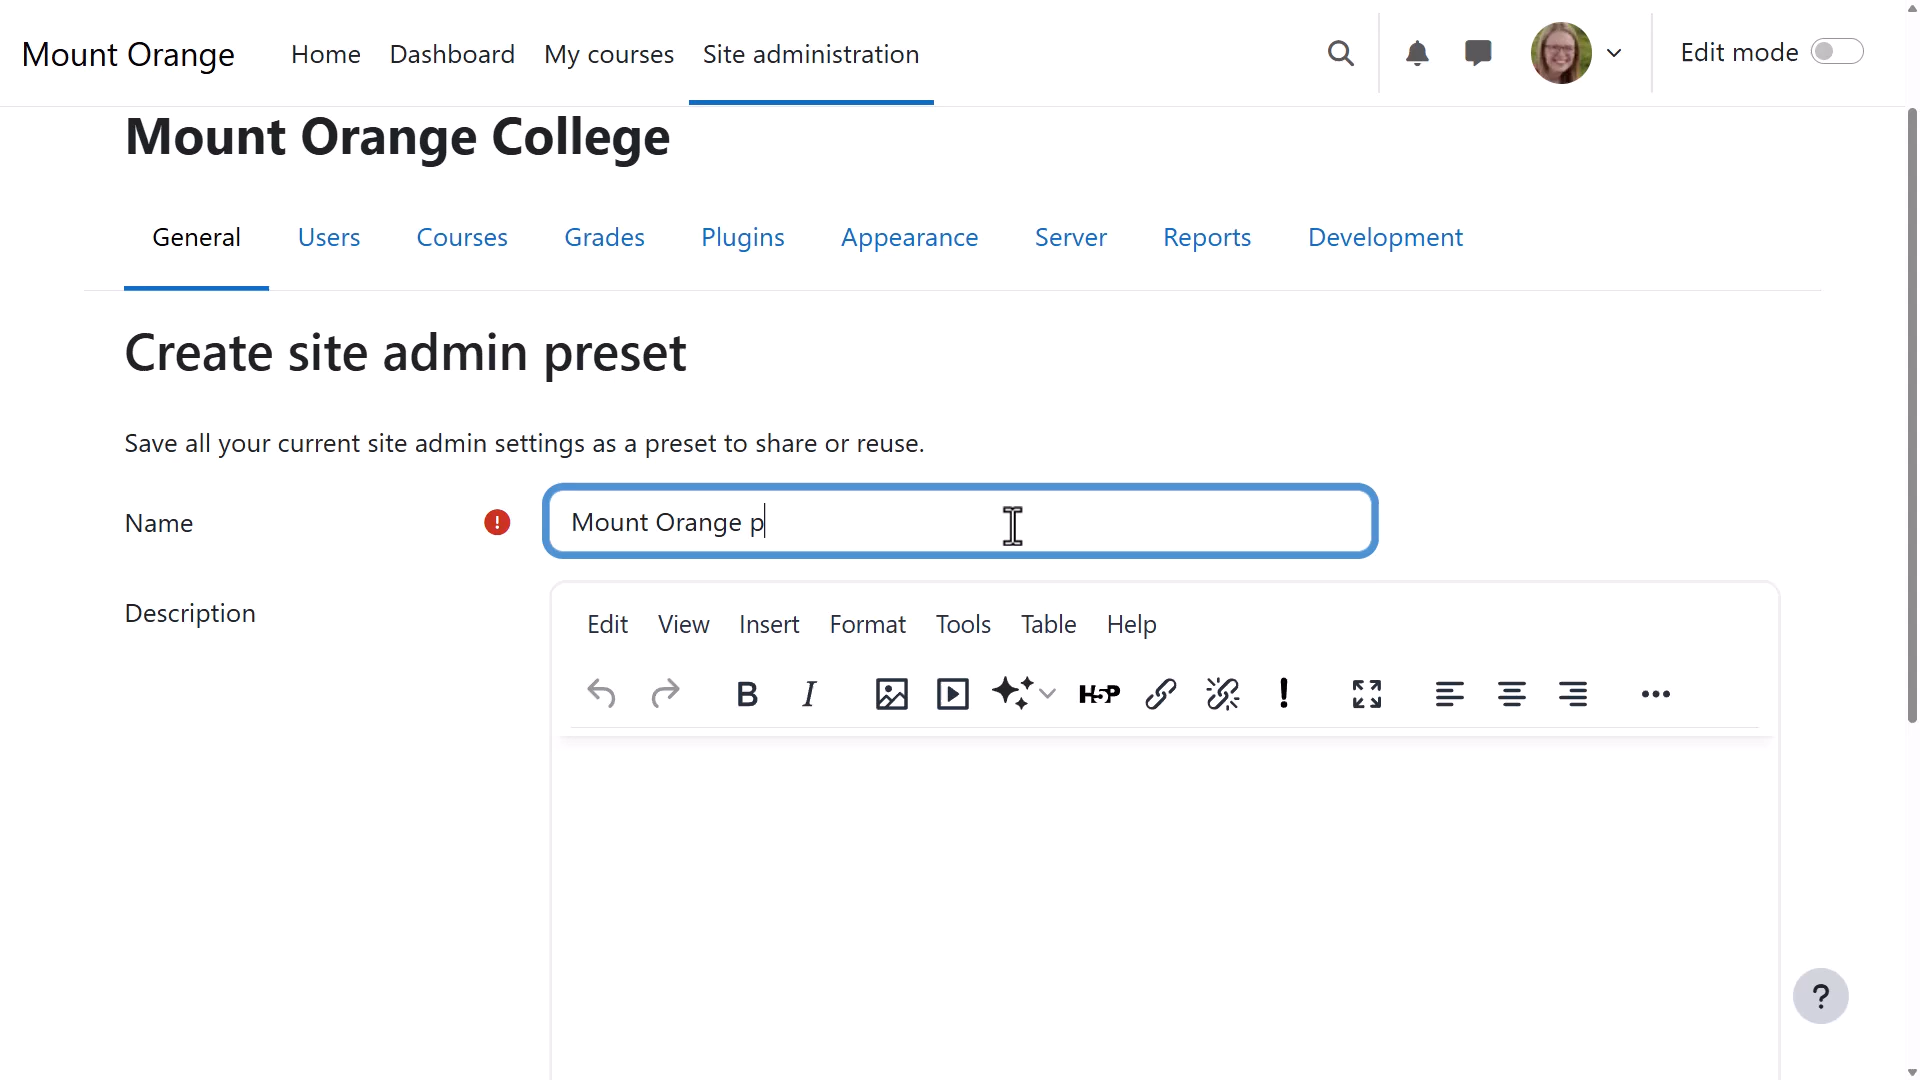 Mount Orange Home Dashboard My courses Site administration Edit mode
Mount Orange College
General Users Courses Grades Plugins Appearance Server Reports Development
Create site admin preset
Save all your current site admin settings as a preset to share or reuse.
Name ! Mount Orange p
Description
Edit View Insert Format Tools Table Help
B I H5P ! •••
?